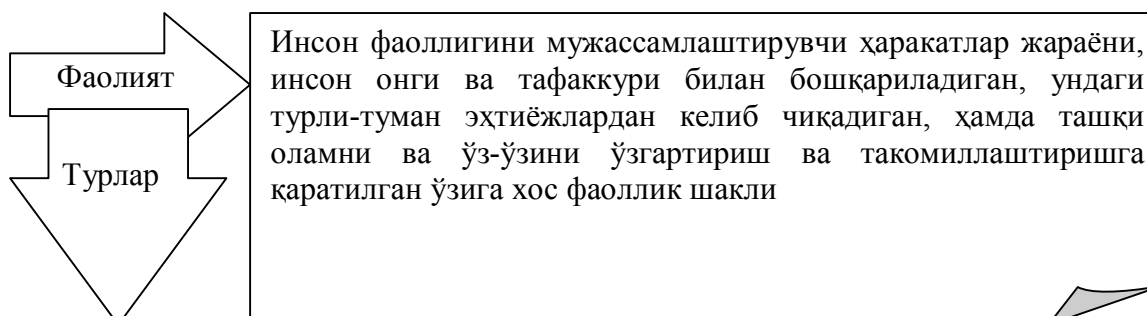 Фаолият
Турлар
Инсон фаоллигини мужассамлаштирувчи ҳаракатлар жараёни,
инсон онги ва тафаккури билан бошқариладиган, ундаги
турли-туман эҳтиёжлардан келиб чиқадиган, ҳамда ташқи
оламни ва ўз-ўзини ўзгартириш ва такомиллаштиришга
қаратилган ўзига хос фаоллик шакли